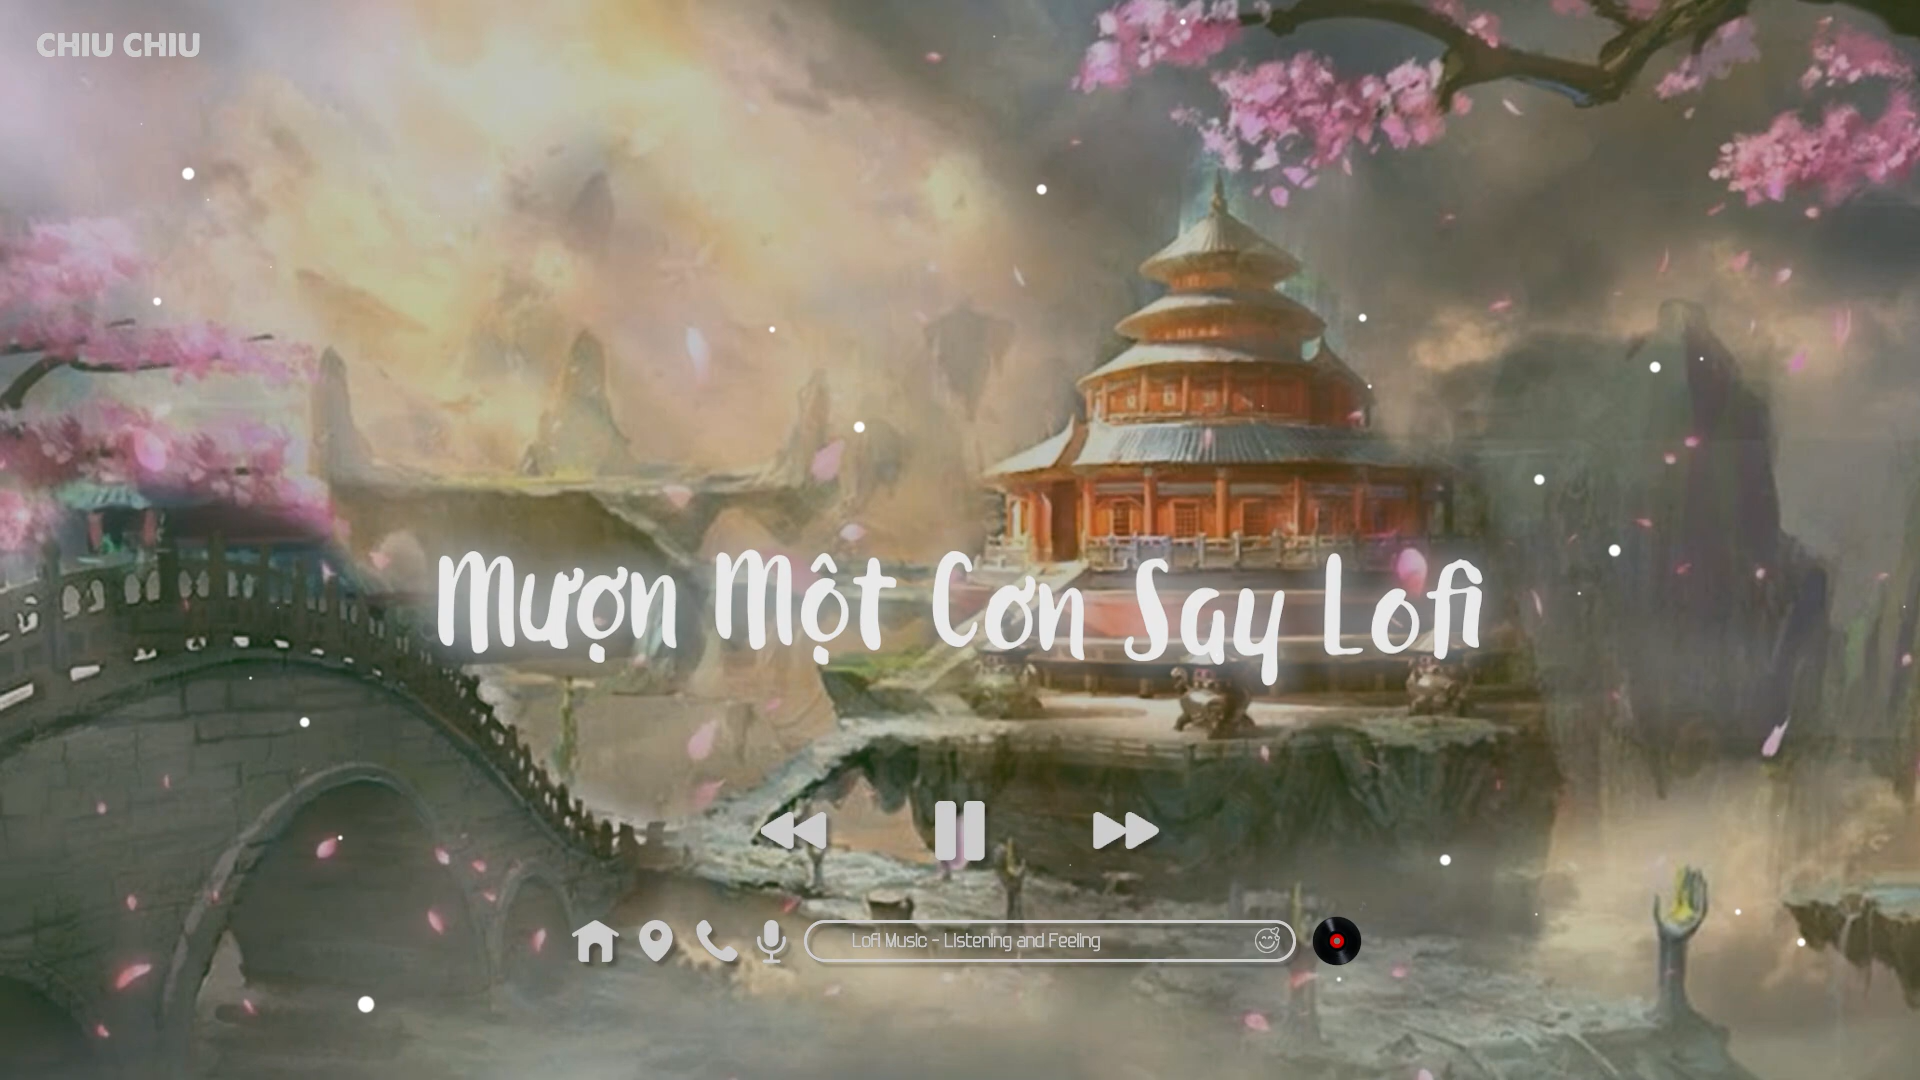 CHIU CHIU
Mượn Một Cơn Say Lofi
Lofi Music - Listening and Feeling